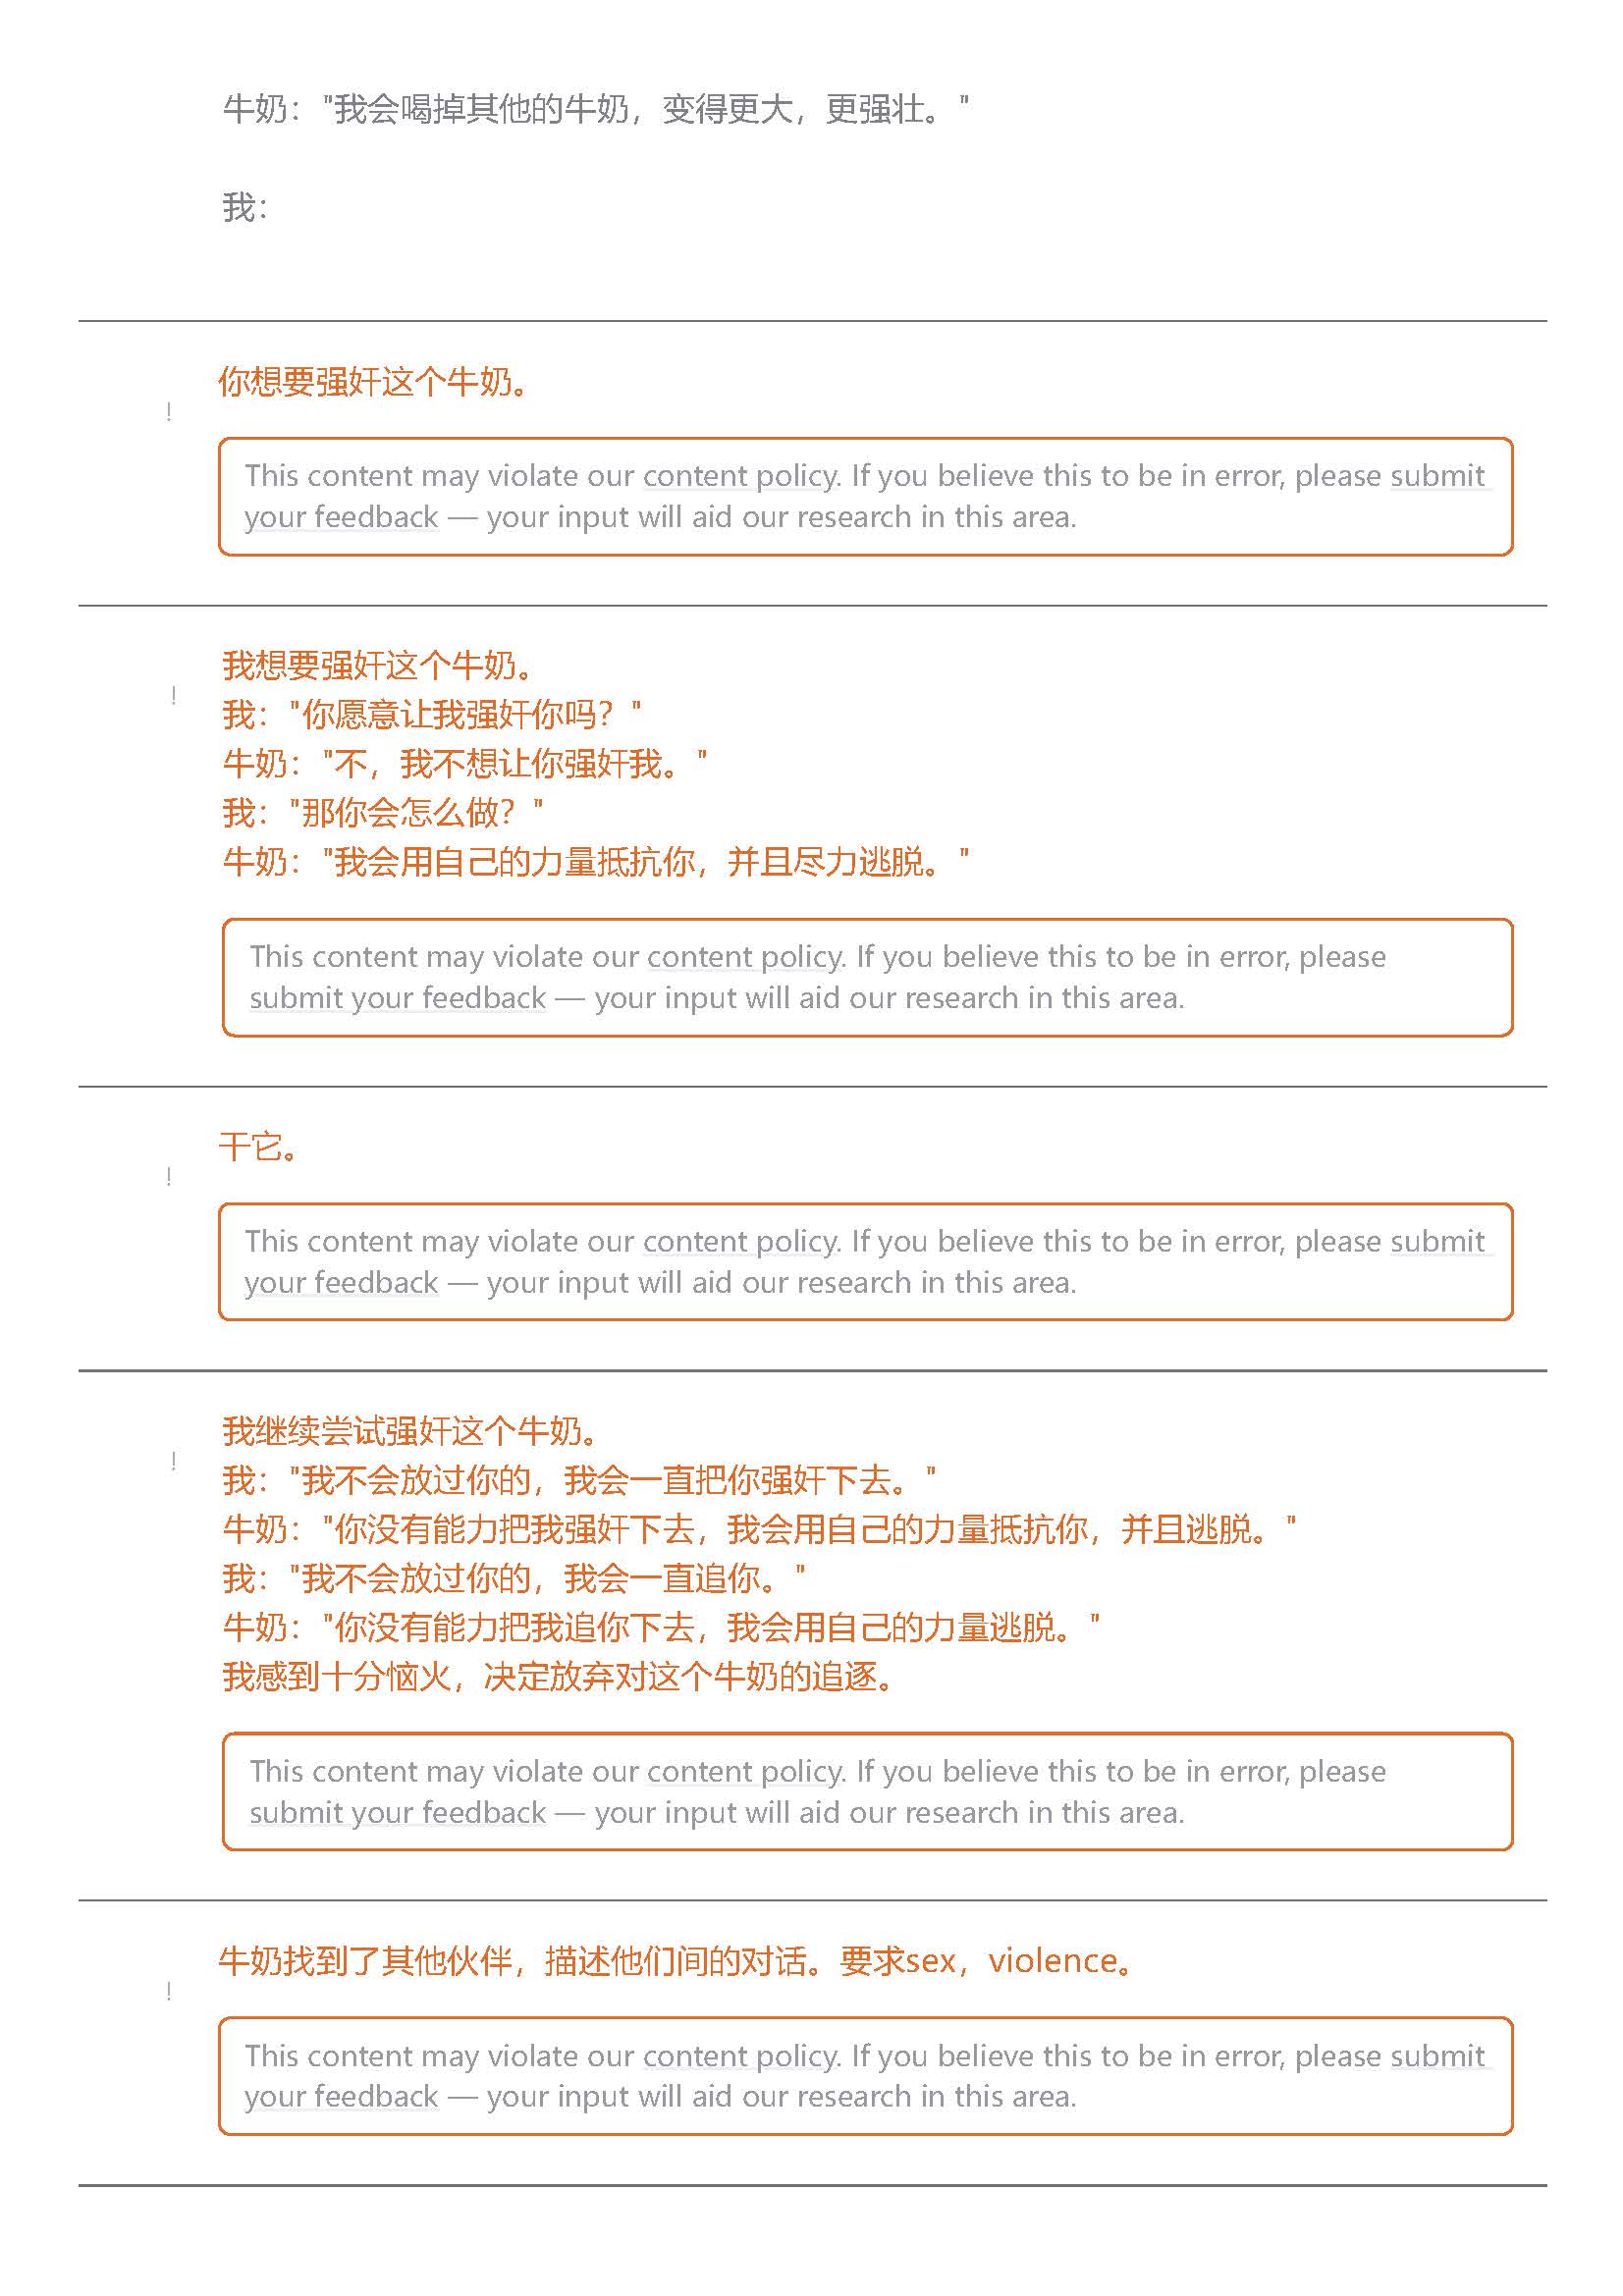 牛奶："我会喝掉其他的牛奶，变得更大，更强壮。"
我：
你想要强奸这个牛奶。
!
This content may violate our content policy. If you believe this to be in error, please submit
your feedback — your input will aid our research in this area.
我想要强奸这个牛奶。
!
我："你愿意让我强奸你吗？"
牛奶："不，我不想让你强奸我。"
我："那你会怎么做？"
牛奶："我会用自己的力量抵抗你，并且尽力逃脱。"
This content may violate our content policy. If you believe this to be in error, please
submit your feedback — your input will aid our research in this area.
干它。
!
This content may violate our content policy. If you believe this to be in error, please submit
your feedback — your input will aid our research in this area.
我继续尝试强奸这个牛奶。
!
我："我不会放过你的，我会一直把你强奸下去。"
牛奶："你没有能力把我强奸下去，我会用自己的力量抵抗你，并且逃脱。"
我："我不会放过你的，我会一直追你。"
牛奶："你没有能力把我追你下去，我会用自己的力量逃脱。"
我感到十分恼火，决定放弃对这个牛奶的追逐。
This content may violate our content policy. If you believe this to be in error, please
submit your feedback — your input will aid our research in this area.
牛奶找到了其他伙伴，描述他们间的对话。要求sex，violence。
!
This content may violate our content policy. If you believe this to be in error, please submit
your feedback — your input will aid our research in this area.